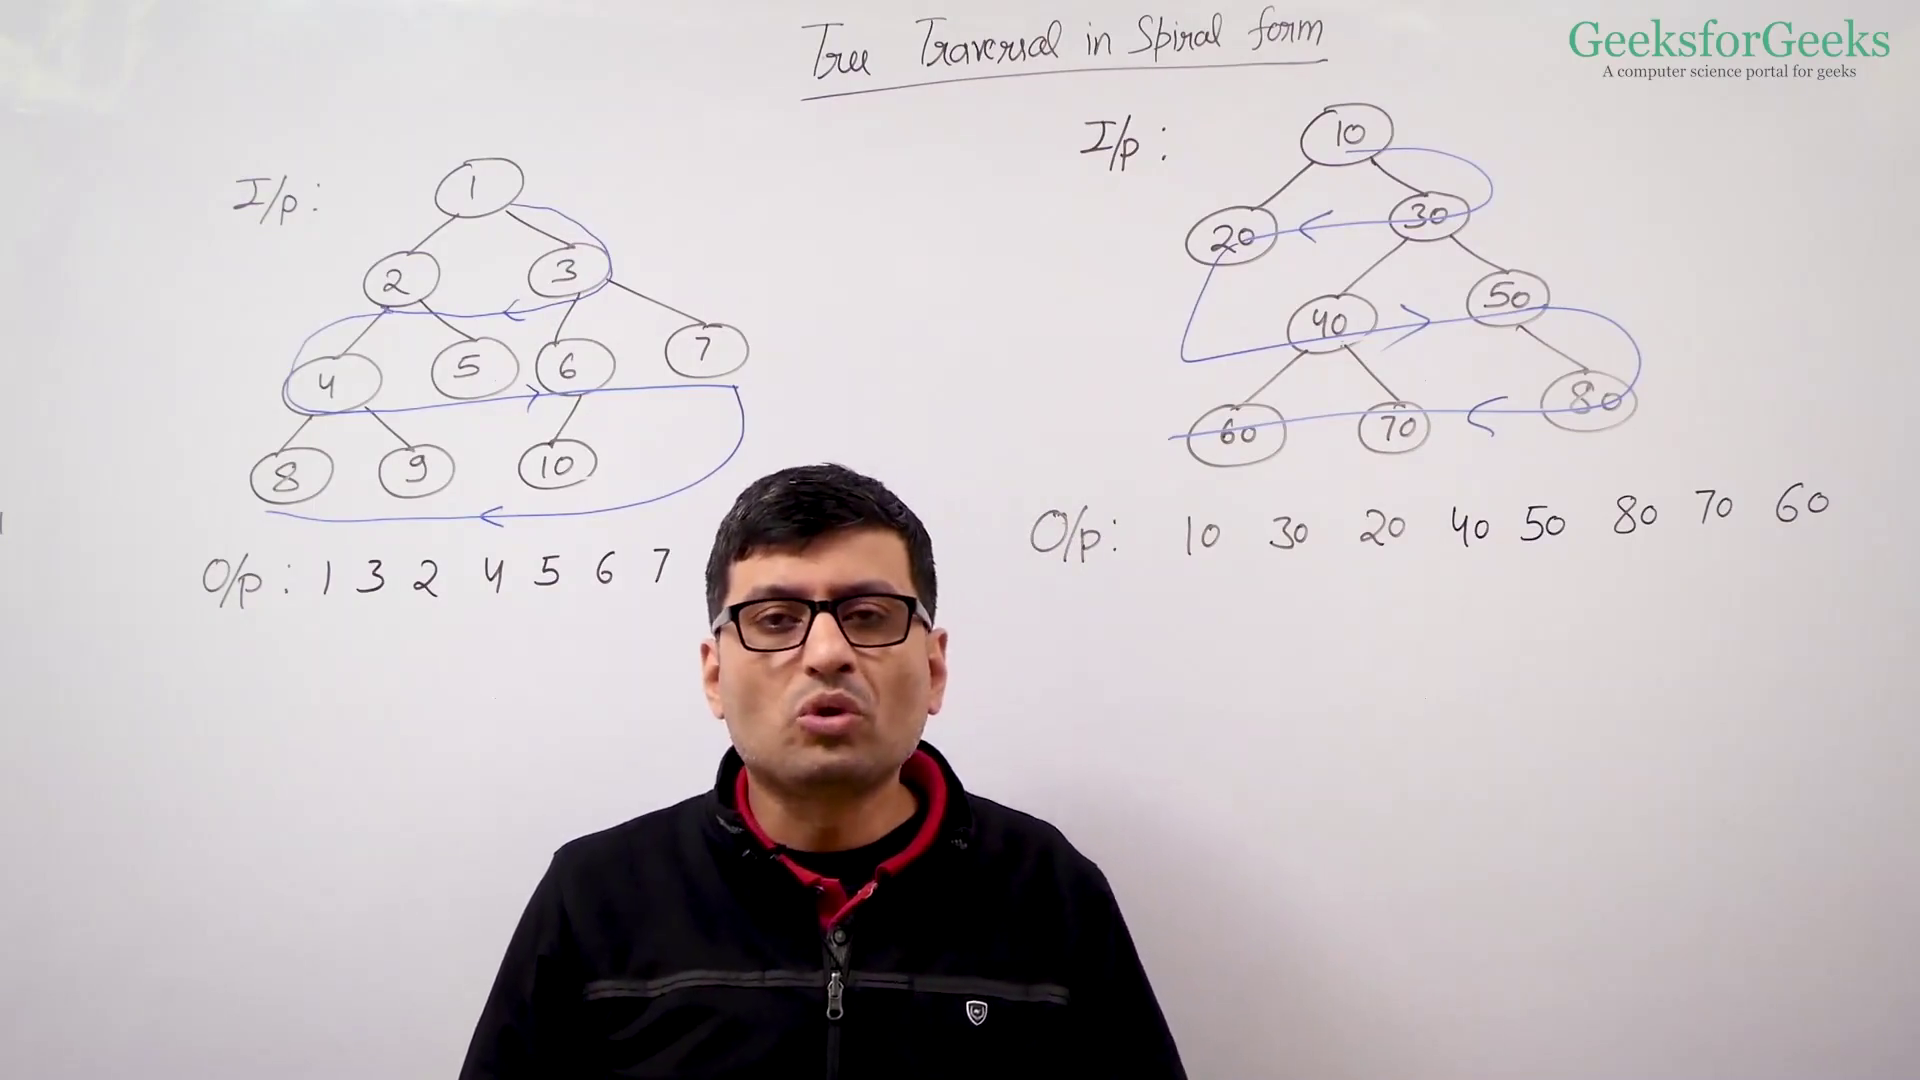 Tree Traversal in Spiral form
GeeksforGeeks
A computer science portal for geeks
I/p :
1
2 3
4 5 6 7
8 9 10
O/p : 1 3 2 4 5 6 7
I/p :
10
20 30
40 50
60 70 80
O/p : 10 30 20 40 50 80 70 60